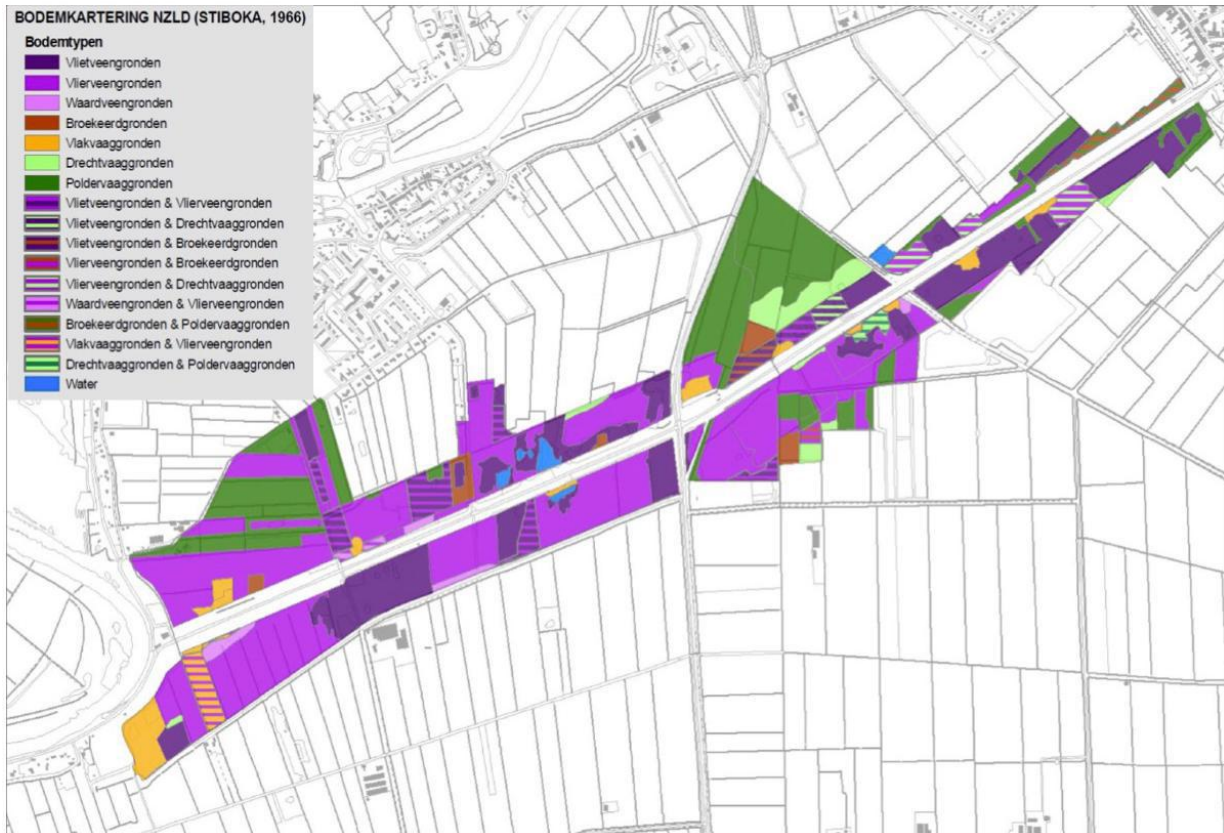 BODEMKARTERING NZLD (STIBOKA, 1966)
Bodemtypen
Vlietveengronden
Vlierveengronden
Waardveengronden
Broekeerdgronden
Vlakvaaggronden
Drechtvaaggronden
Poldervaaggronden
Vlietveengronden & Vlierveengronden
Vlietveengronden & Drechtvaaggronden
Vlietveengronden & Broekeerdgronden
Vlierveengronden & Broekeerdgronden
Vlierveengronden & Drechtvaaggronden
Waardveengronden & Vlierveengronden
Broekeerdgronden & Poldervaaggronden
Vlakvaaggronden & Vlierveengronden
Drechtvaaggronden & Poldervaaggronden
Water